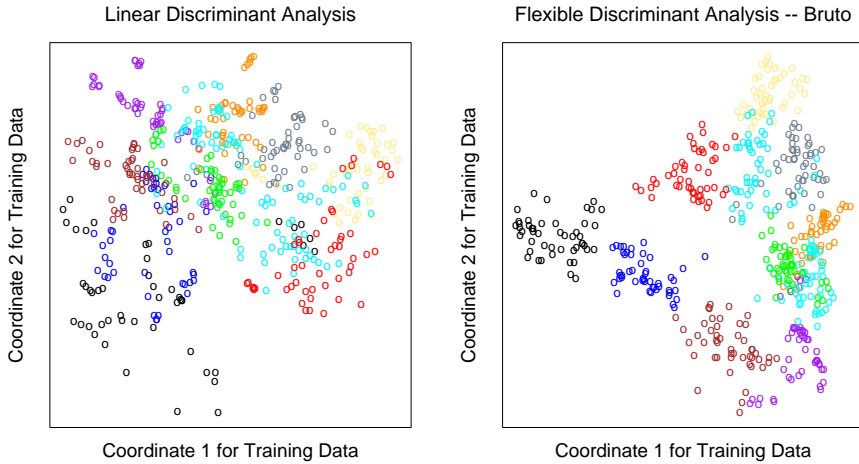 Linear Discriminant Analysis
Coordinate 2 for Training Data
Coordinate 1 for Training Data
Flexible Discriminant Analysis -- Bruto
Coordinate 2 for Training Data
Coordinate 1 for Training Data